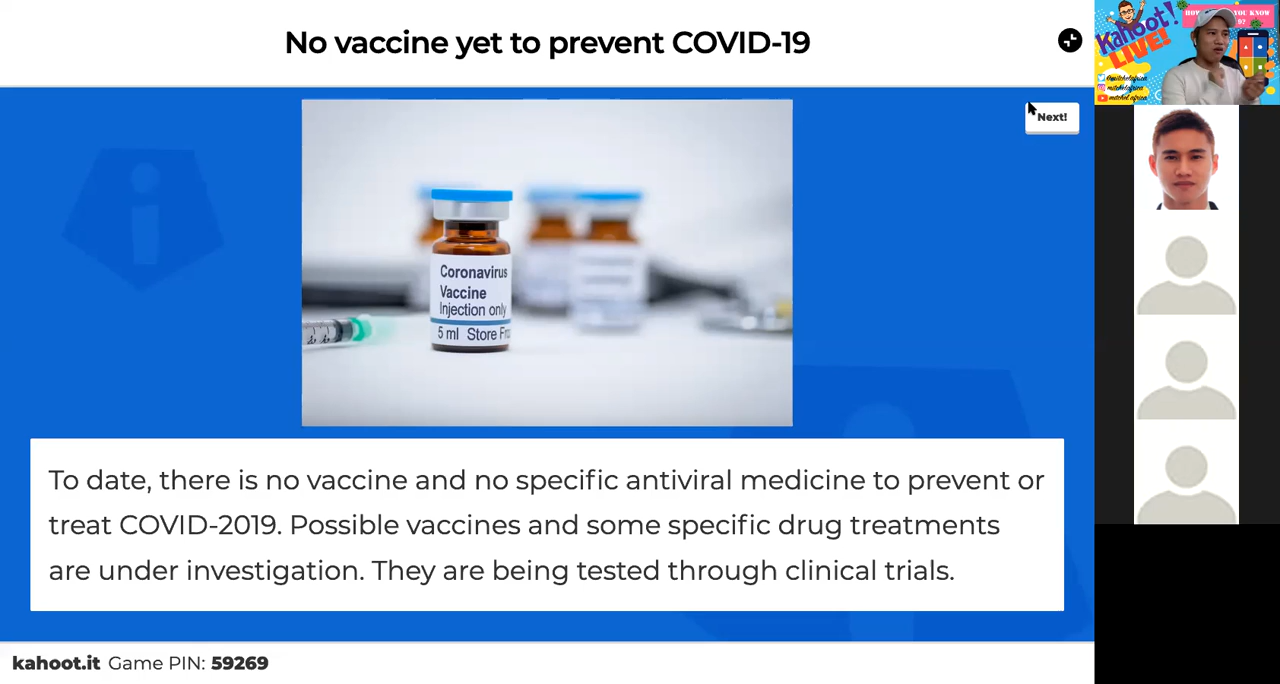 No vaccine yet to prevent COVID-19
Next!
Coronavirus
Vaccine
Injection only
5 ml Store
To date, there is no vaccine and no specific antiviral medicine to prevent or
treat COVID-2019. Possible vaccines and some specific drug treatments
are under investigation. They are being tested through clinical trials.
kahoot.it Game PIN: 59269
Kahoot!
LIVE!
YOU KNOW